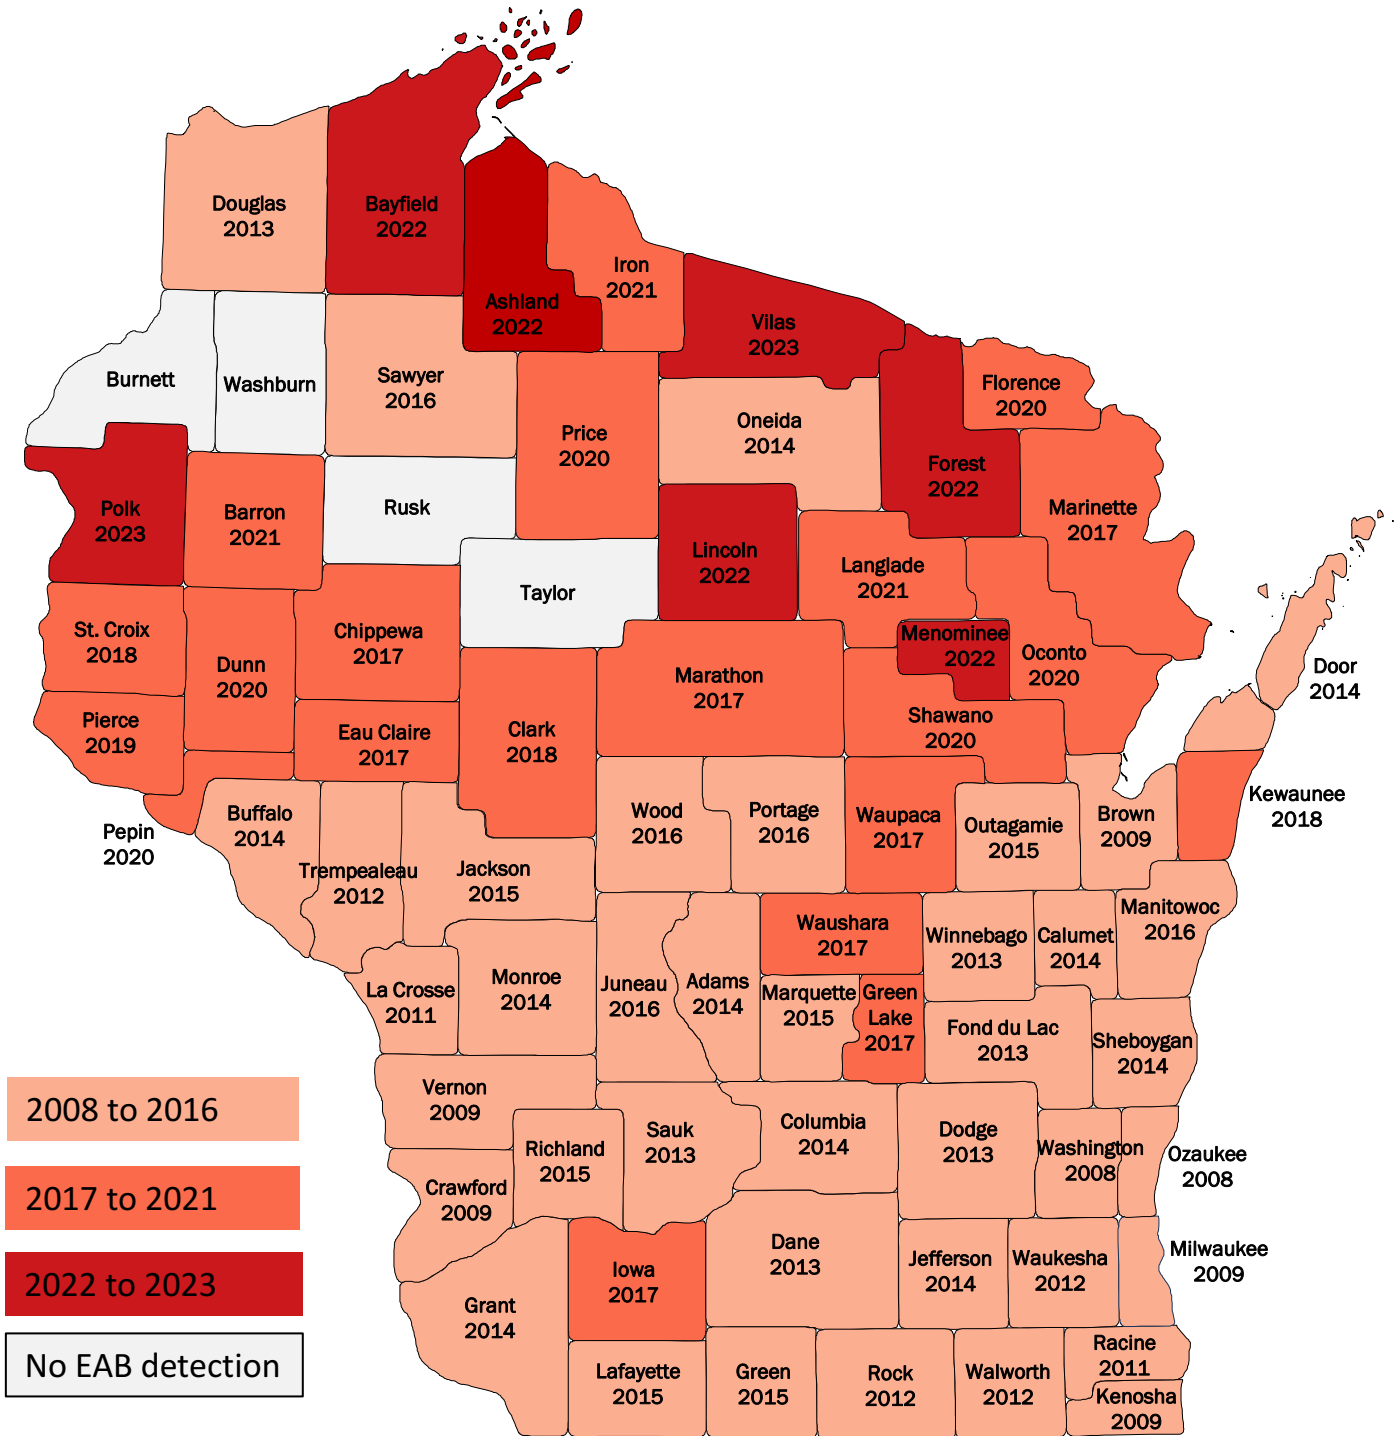 Douglas
2013
Bayfield
2022
Ashland
2022
Iron
2021
Vilas
2023
Florence
2020
Burnett
Washburn
Sawyer
2016
Price
2020
Oneida
2014
Forest
2022
Marinette
2017
Polk
2023
Barron
2021
Rusk
Taylor
Lincoln
2022
Langlade
2021
Menominee
2022
Oconto
2020
Door
2014
St. Croix
2018
Dunn
2020
Chippewa
2017
Marathon
2017
Shawano
2020
Pierce
2019
Eau Claire
2017
Clark
2018
Pepin
2020
Buffalo
2014
Trempealeau
2012
Jackson
2015
Wood
2016
Portage
2016
Waupaca
2017
Outagamie
2015
Brown
2009
Kewaunee
2018
Manitowoc
2016
Waushara
2017
Winnebago
2013
Calumet
2014
La Crosse
2011
Monroe
2014
Juneau
2016
Adams
2014
Marquette
2015
Green
Lake
2017
Fond du Lac
2013
Sheboygan
2014
Vernon
2009
Richland
2015
Sauk
2013
Columbia
2014
Dodge
2013
Washington
2008
Ozaukee
2008
Crawford
2009
Grant
2014
Iowa
2017
Dane
2013
Jefferson
2014
Waukesha
2012
Milwaukee
2009
Lafayette
2015
Green
2015
Rock
2012
Walworth
2012
Racine
2011
Kenosha
2009
2008 to 2016
2017 to 2021
2022 to 2023
No EAB detection